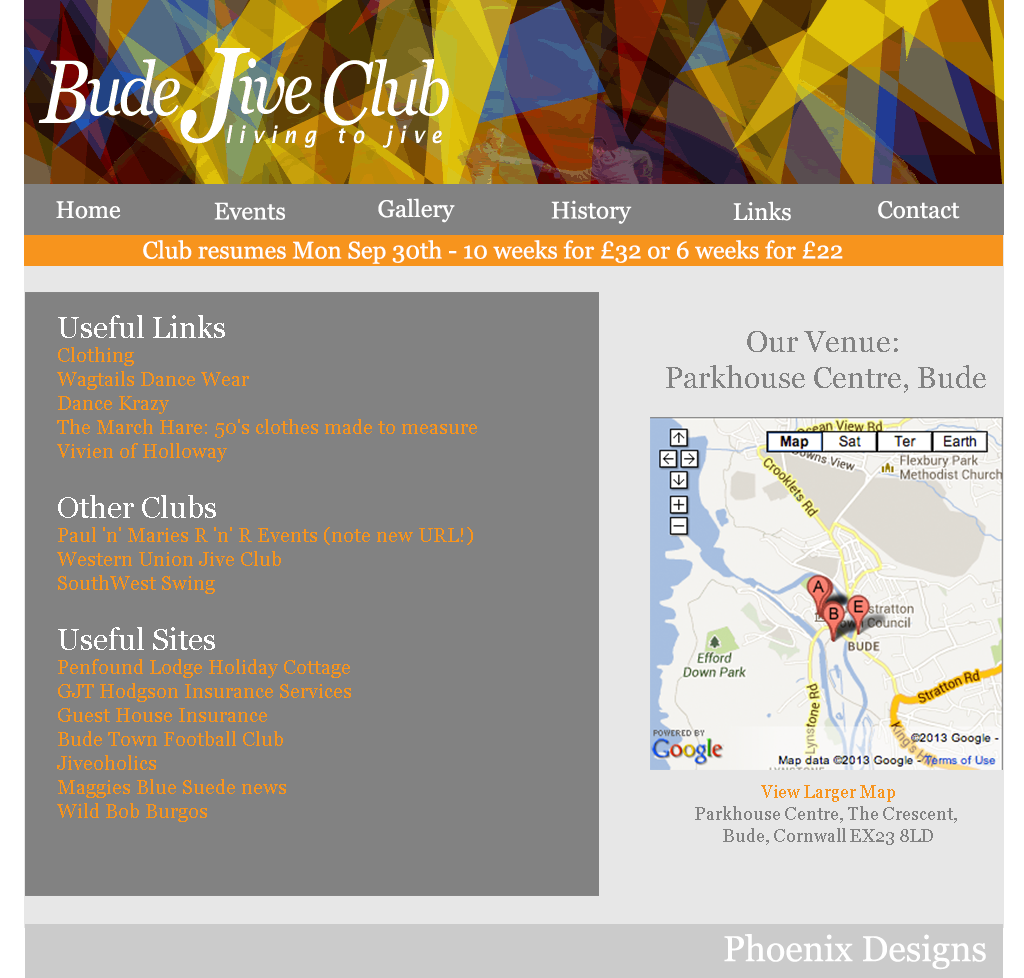 Bude Jive Club
living to jive
Home Events Gallery History Links Contact
Club resumes Mon Sep 30th - 10 weeks for £32 or 6 weeks for £22
Useful Links
Clothing
Wagtails Dance Wear
Dance Krazy
The March Hare: 50's clothes made to measure
Vivien of Holloway
Other Clubs
Paul 'n' Maries R 'n' R Events (note new URL!)
Western Union Jive Club
SouthWest Swing
Useful Sites
Penfound Lodge Holiday Cottage
GJT Hodgson Insurance Services
Guest House Insurance
Bude Town Football Club
Jiveoholics
Maggies Blue Suede news
Wild Bob Burgos
Our Venue:
Parkhouse Centre, Bude
Ocean View Rd
Map Sat Ter Earth
Downs View
Flexbury Park
Methodist Church
Crooklets Rd
A
B
E
stratton
Town Council
BUDE
Efford
Down Park
Stratton Rd
Lynstone Rd
King's
POWERED BY
Google
©2013 Google -
Map data ©2013 Google - Terms of Use
LYNSTONE
View Larger Map
Parkhouse Centre, The Crescent,
Bude, Cornwall EX23 8LD
Phoenix Designs